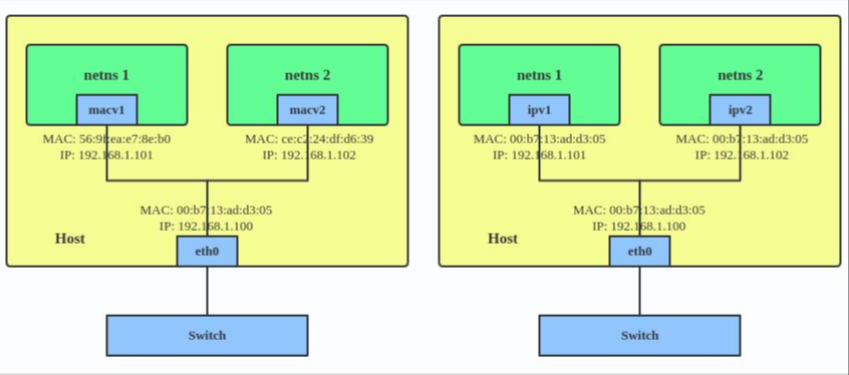 netns 1
netns 2
macv1
macv2
MAC: 56:9f:ea:e7:8e:b0
IP: 192.168.1.101
MAC: ce:c2:24:df:d6:39
IP: 192.168.1.102
MAC: 00:b7:13:ad:d3:05
IP: 192.168.1.100
Host
eth0
Switch
netns 1
netns 2
ipv1
ipv2
MAC: 00:b7:13:ad:d3:05
IP: 192.168.1.101
MAC: 00:b7:13:ad:d3:05
IP: 192.168.1.102
MAC: 00:b7:13:ad:d3:05
IP: 192.168.1.100
Host
eth0
Switch